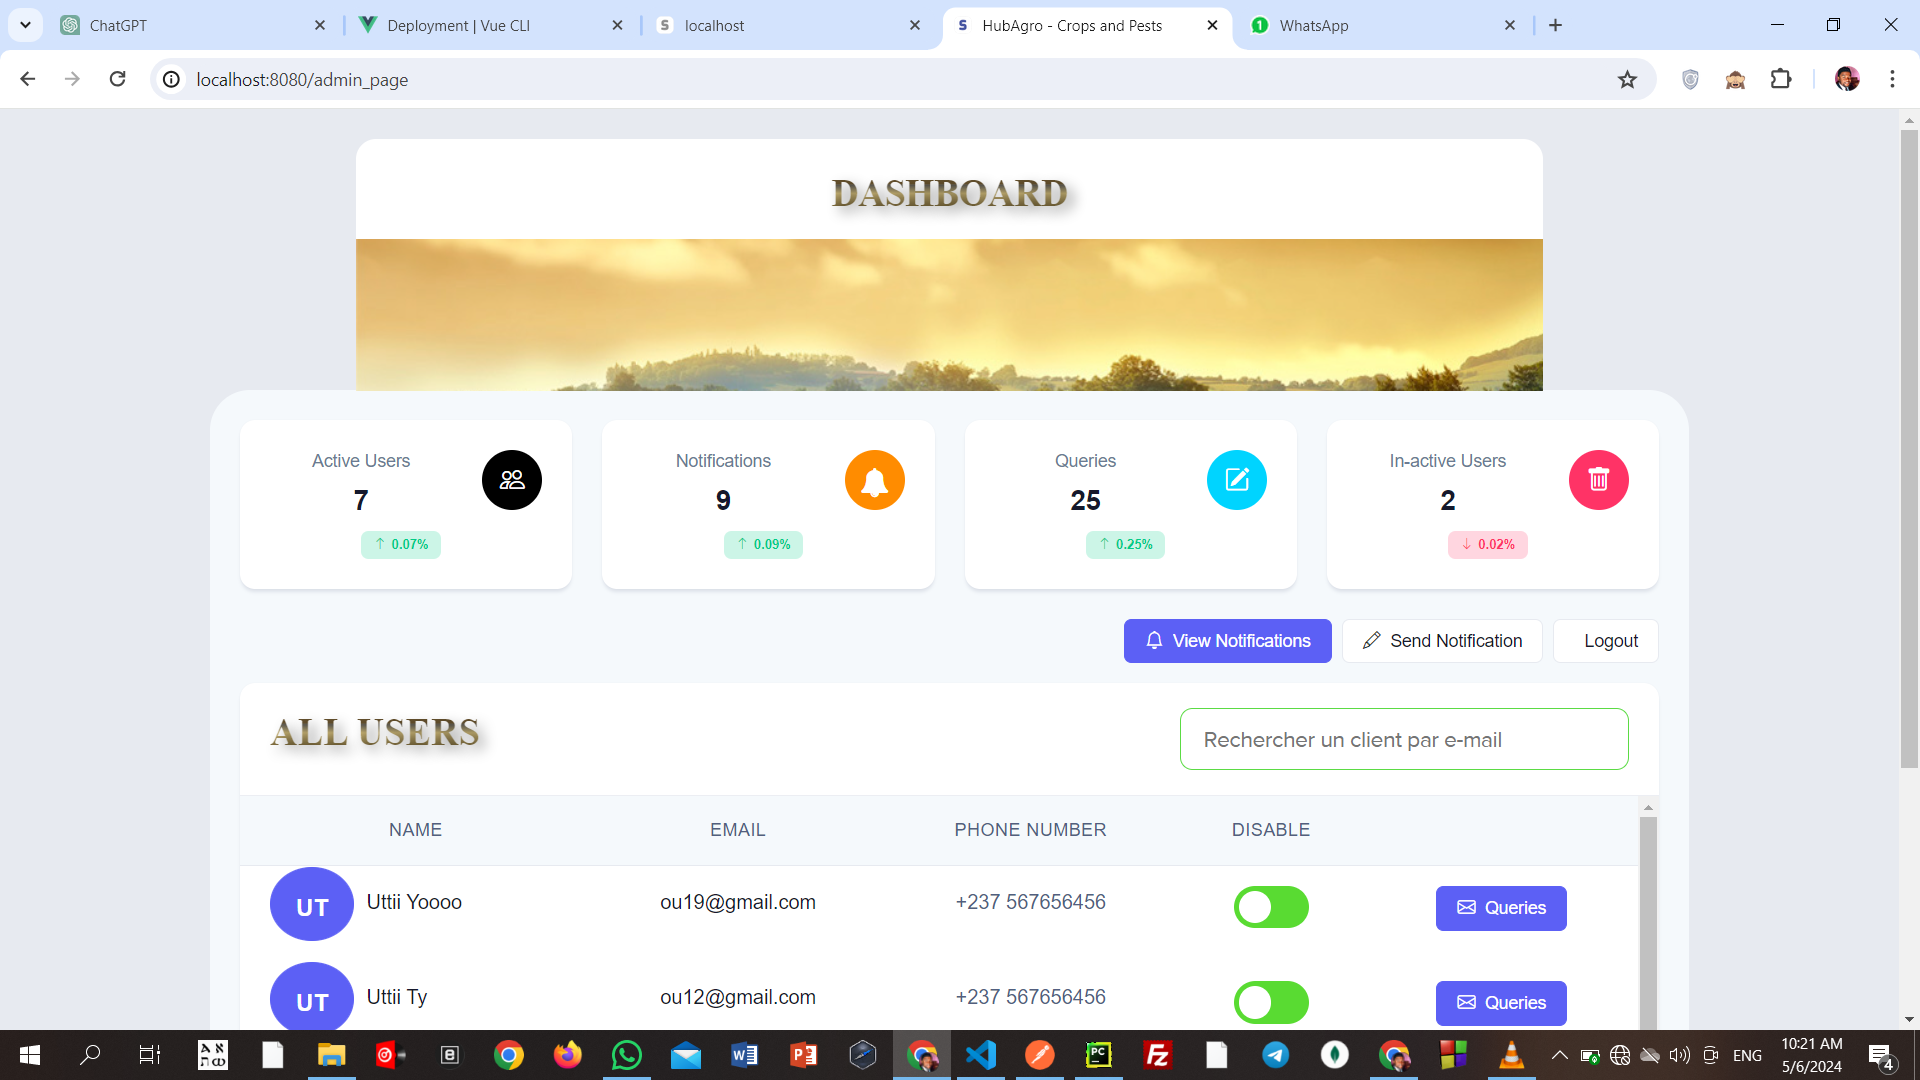 ChatGPT
Deployment | Vue CLI
S localhost
S HubAgro - Crops and Pests
1 WhatsApp
localhost:8080/admin_page
DASHBOARD
Active Users
7
↑ 0.07%
Notifications
9
↑ 0.09%
Queries
25
↑ 0.25%
In-active Users
2
↓ 0.02%
View Notifications
Send Notification
Logout
ALL USERS
Rechercher un client par e-mail
NAME EMAIL PHONE NUMBER DISABLE
UT Uttii Yoooo ou19@gmail.com +237 567656456 Queries
UT Uttii Ty ou12@gmail.com +237 567656456 Queries
ENG
10:21 AM
5/6/2024
4